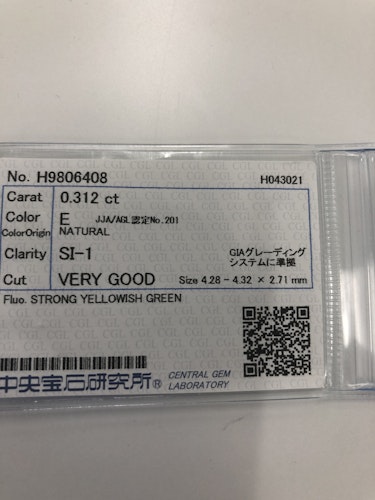 No. H9806408 H043021
Carat 0.312 ct
Color E JJA/AGL認定No.201
ColorOrigin NATURAL
Clarity SI-1 GIAグレーディング
システムに準拠
Cut VERY GOOD Size 4.28 - 4.32 × 2.71 mm
Fluo. STRONG YELLOWISH GREEN
中央宝石研究所® CENTRAL GEM
LABORATORY